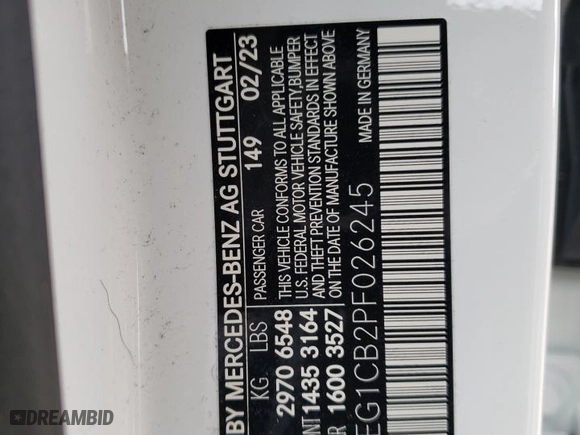 BY MERCEDES-BENZ AG STUTTGART
KG LBS PASSENGER CAR 149 02/23
2970 6548 THIS VEHICLE CONFORMS TO ALL APPLICABLE
U.S. FEDERAL MOTOR VEHICLE SAFETY, BUMPER
1435 3164 AND THEFT PREVENTION STANDARDS IN EFFECT
1600 3527 ON THE DATE OF MANUFACTURE SHOWN ABOVE
EG1CB2PF026245 MADE IN GERMANY
DREAMBID